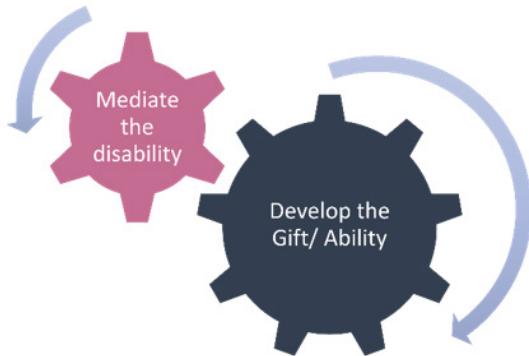 Mediate
the
disability
Develop the
Gift/ Ability